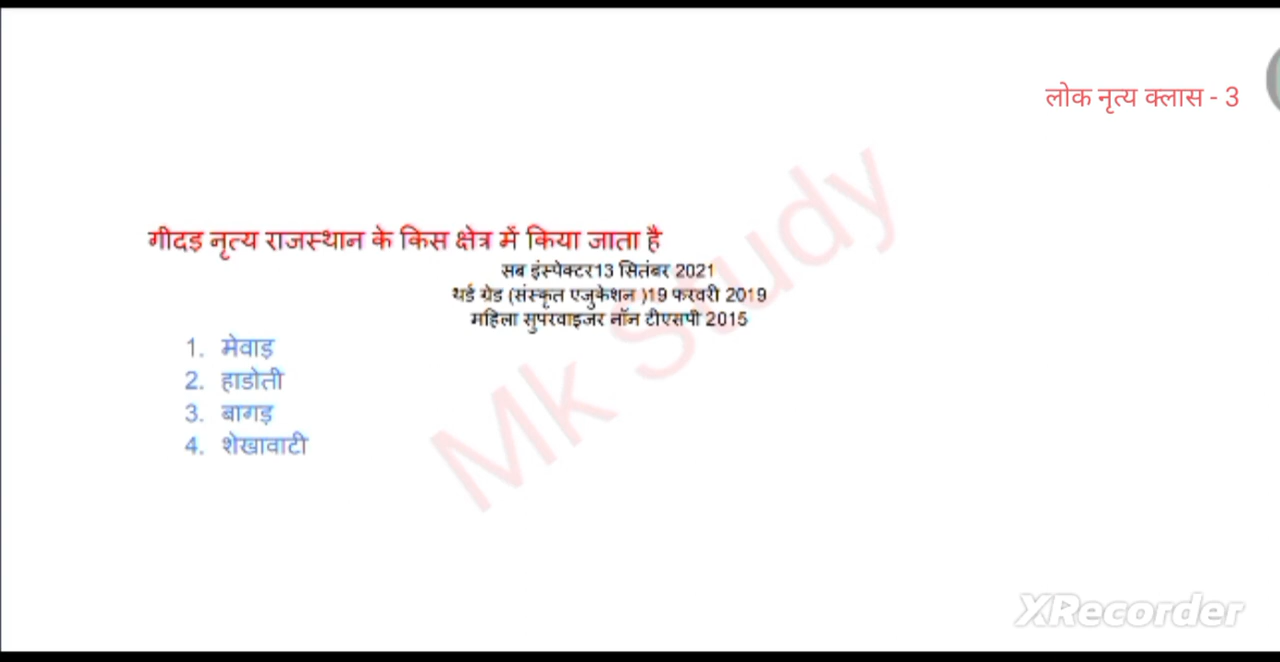 लोक नृत्य क्लास - 3
गीदड़ नृत्य राजस्थान के किस क्षेत्र में किया जाता है
सब इंस्पेक्टर13 सितंबर 2021
थर्ड ग्रेड (संस्कृत एजुकेशन )19 फरवरी 2019
महिला सुपरवाइजर नॉन टीएसपी 2015
1. मेवाड़
2. हाडोती
3. बागड़
4. शेखावाटी
Mk Study
XRecorder